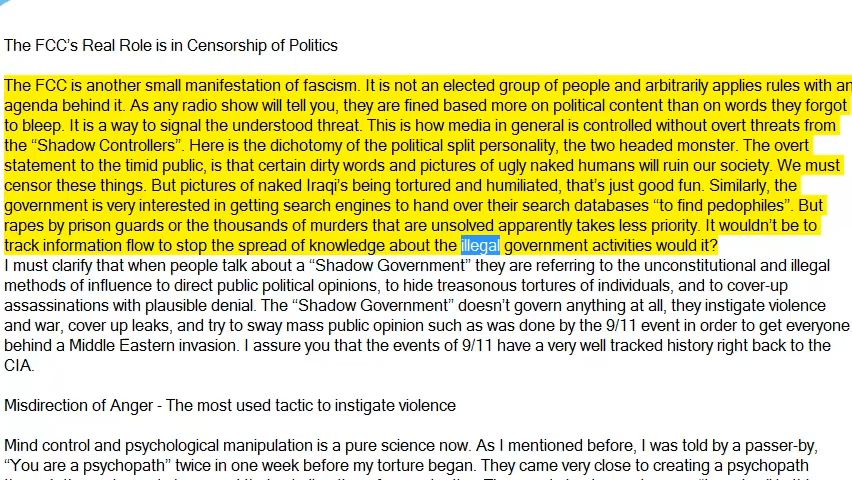 The FCC’s Real Role is in Censorship of Politics
The FCC is another small manifestation of fascism. It is not an elected group of people and arbitrarily applies rules with an
agenda behind it. As any radio show will tell you, they are fined based more on political content than on words they forgot
to bleep. It is a way to signal the understood threat. This is how media in general is controlled without overt threats from
the “Shadow Controllers”. Here is the dichotomy of the political split personality, the two headed monster. The overt
statement to the timid public, is that certain dirty words and pictures of ugly naked humans will ruin our society. We must
censor these things. But pictures of naked Iraqi’s being tortured and humiliated, that’s just good fun. Similarly, the
government is very interested in getting search engines to hand over their search databases “to find pedophiles”. But
rapes by prison guards or the thousands of murders that are unsolved apparently takes less priority. It wouldn’t be to
track information flow to stop the spread of knowledge about the illegal government activities would it?
I must clarify that when people talk about a “Shadow Government” they are referring to the unconstitutional and illegal
methods of influence to direct public political opinions, to hide treasonous tortures of individuals, and to cover-up
assassinations with plausible denial. The “Shadow Government” doesn’t govern anything at all, they instigate violence
and war, cover up leaks, and try to sway mass public opinion such as was done by the 9/11 event in order to get everyone
behind a Middle Eastern invasion. I assure you that the events of 9/11 have a very well tracked history right back to the
CIA.
Misdirection of Anger - The most used tactic to instigate violence
Mind control and psychological manipulation is a pure science now. As I mentioned before, I was told by a passer-by,
“You are a psychopath” twice in one week before my torture began. They came very close to creating a psychopath